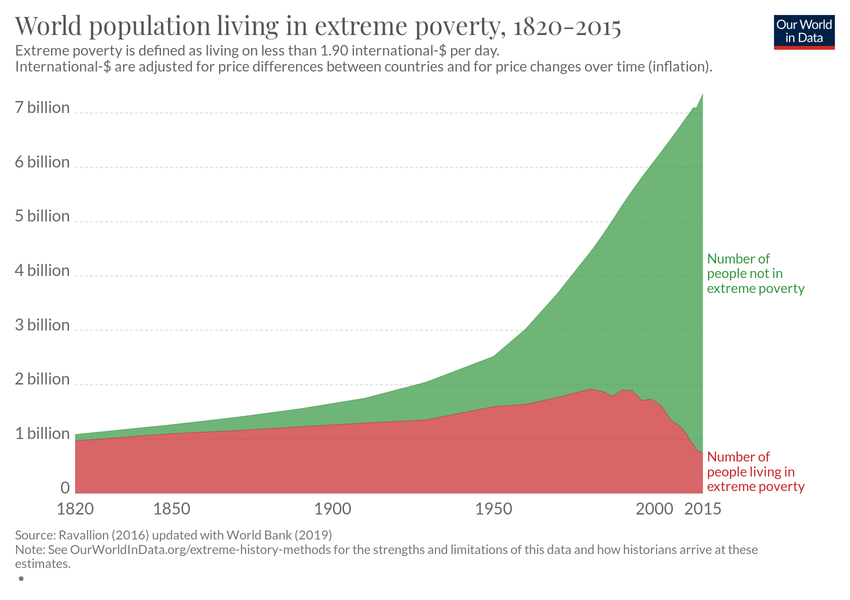 World population living in extreme poverty, 1820-2015
Our World
in Data
Extreme poverty is defined as living on less than 1.90 international-$ per day.
International-$ are adjusted for price differences between countries and for price changes over time (inflation).
7 billion
6 billion
5 billion
4 billion
3 billion
2 billion
1 billion
0
Number of
people not in
extreme poverty
Number of
people living in
extreme poverty
1820 1850 1900 1950 2000 2015
Source: Ravallion (2016) updated with World Bank (2019)
Note: See OurWorldInData.org/extreme-history-methods for the strengths and limitations of this data and how historians arrive at these
estimates.
•